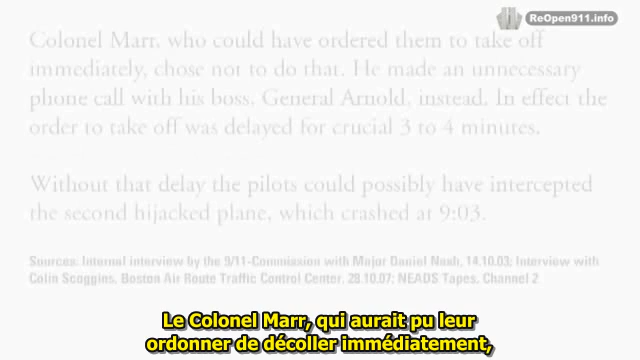 ReOpen911.info
Colonel Marr, who could have ordered them to take off
immediately, chose not to do that. He made an unnecessary
phone call with his boss, General Arnold, instead. In effect the
order to take off was delayed for crucial 3 to 4 minutes.
Without that delay the pilots could possibly have intercepted
the second hijacked plane, which crashed at 9:03.
Sources: Internal interview by the 9/11-Commission with Major Daniel Nash, 14.10.03; Interview with
Colin Scoggins, Boston Air Route Traffic Control Center, 28.10.07; NEADS Tapes, Channel 2
Le Colonel Marr, qui aurait pu leur
ordonner de décoller immédiatement,